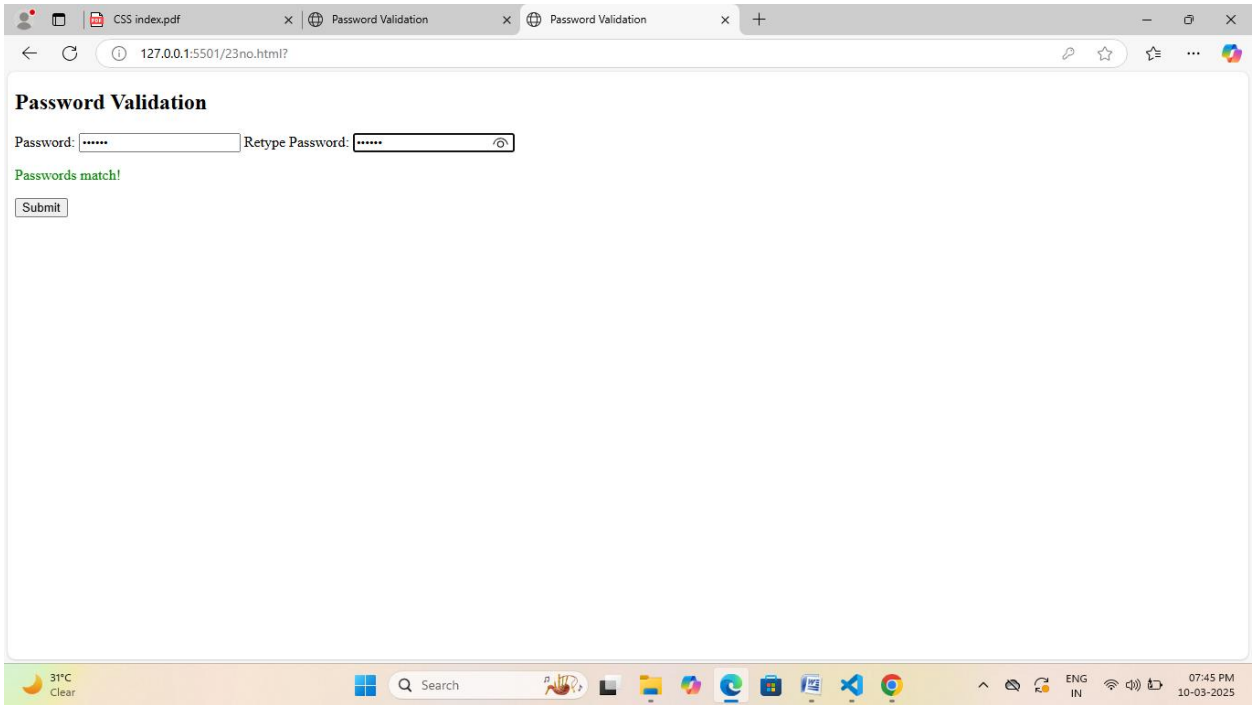 CSS index.pdf
Password Validation
Password Validation
127.0.0.1:5501/23no.html?
Password Validation
Password: •••••• Retype Password: ••••••
Passwords match!
Submit
31°C
Clear
Search
ENG
IN
07:45 PM
10-03-2025